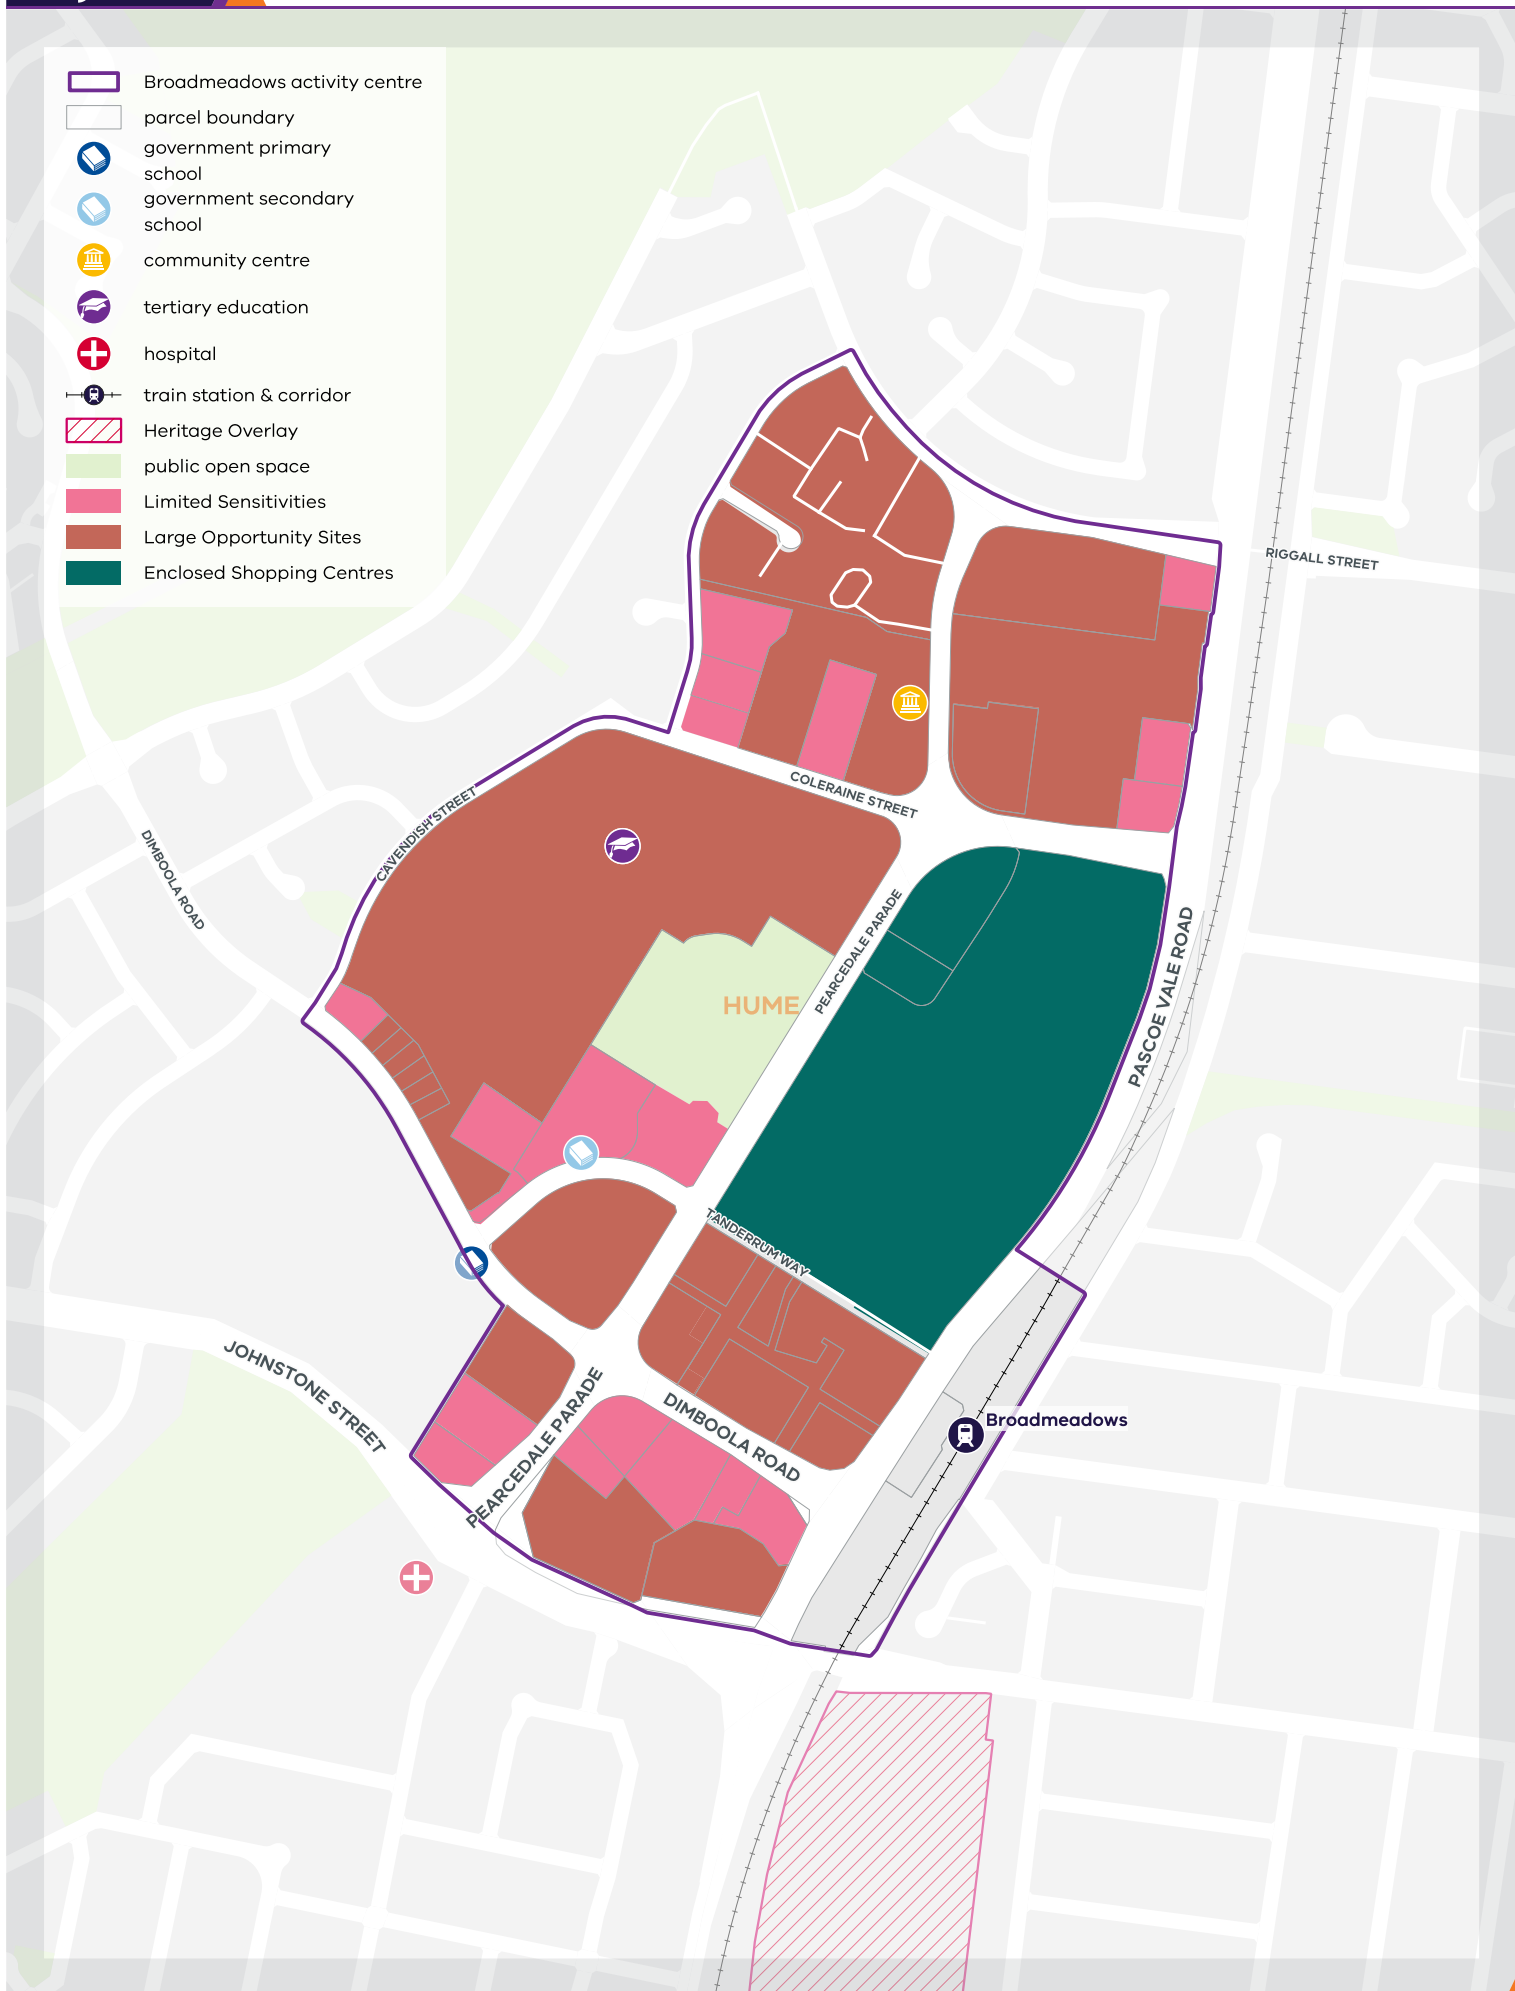 Broadmeadows activity centre
parcel boundary
government primary
school
government secondary
school
community centre
tertiary education
hospital
train station & corridor
Heritage Overlay
public open space
Limited Sensitivities
Large Opportunity Sites
Enclosed Shopping Centres
RIGGALL STREET
COLERAINE STREET
CAVENDISH STREET
DIMBOOLA ROAD
PEARCEDALE PARADE
HUME
PASCOE VALE ROAD
TANDERRUM WAY
JOHNSTONE STREET
PEARCEDALE PARADE
DIMBOOLA ROAD
Broadmeadows